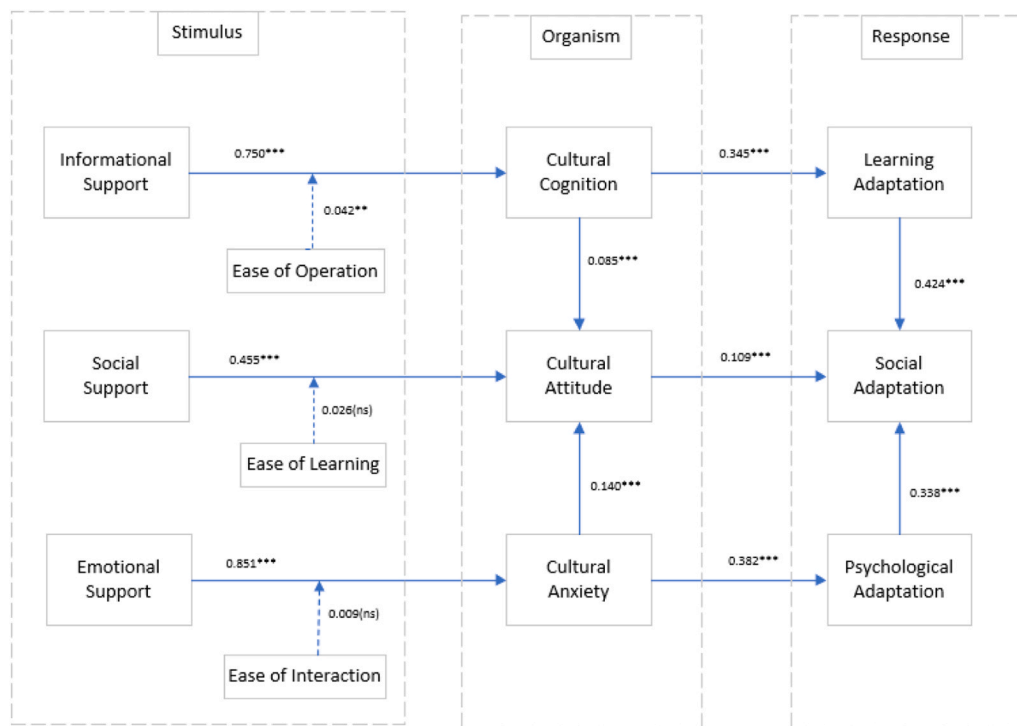 Stimulus
Organism
Response
Informational
Support
0.750***
Cultural
Cognition
0.345***
Learning
Adaptation
0.042**
Ease of Operation
0.085***
0.424***
Social
Support
0.455***
Cultural
Attitude
0.109***
Social
Adaptation
0.026(ns)
Ease of Learning
0.140***
0.338***
Emotional
Support
0.851***
Cultural
Anxiety
0.382***
Psychological
Adaptation
0.009(ns)
Ease of Interaction